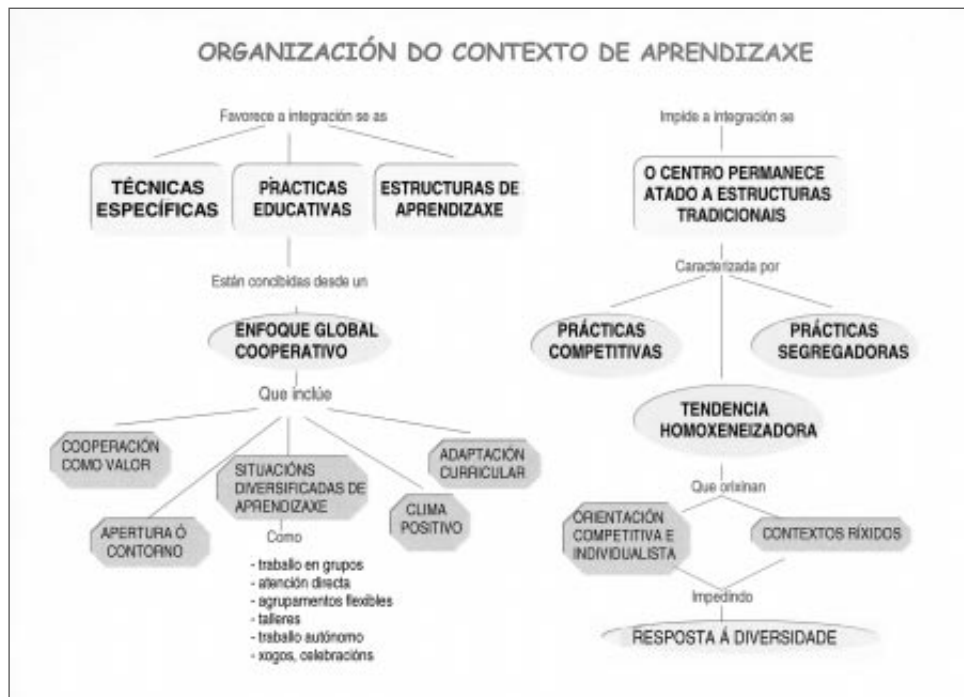 ORGANIZACIÓN DO CONTEXTO DE APRENDIZAXE
Favorece a integración se as
TÉCNICAS
ESPECÍFICAS
PRÁCTICAS
EDUCATIVAS
ESTRUCTURAS DE
APRENDIZAXE
Están concibidas desde un
ENFOQUE GLOBAL
COOPERATIVO
Que inclúe
COOPERACIÓN
COMO VALOR
APERTURA Ó
CONTORNO
SITUACIÓNS
DIVERSIFICADAS DE
APRENDIZAXE
CLIMA
POSITIVO
ADAPTACIÓN
CURRICULAR
Como
- traballo en grupos
- atención directa
- agrupamentos flexibles
- talleres
- traballo autónomo
- xogos, celebracións
Impide a integración se
O CENTRO PERMANECE
ATADO A ESTRUCTURAS
TRADICIONAIS
Caracterizada por
PRÁCTICAS
COMPETITIVAS
PRÁCTICAS
SEGREGADORAS
TENDENCIA
HOMOXENEIZADORA
Que orixinan
ORIENTACIÓN
COMPETITIVA E
INDIVIDUALISTA
CONTEXTOS RÍXIDOS
Impedindo
RESPOSTA Á DIVERSIDADE